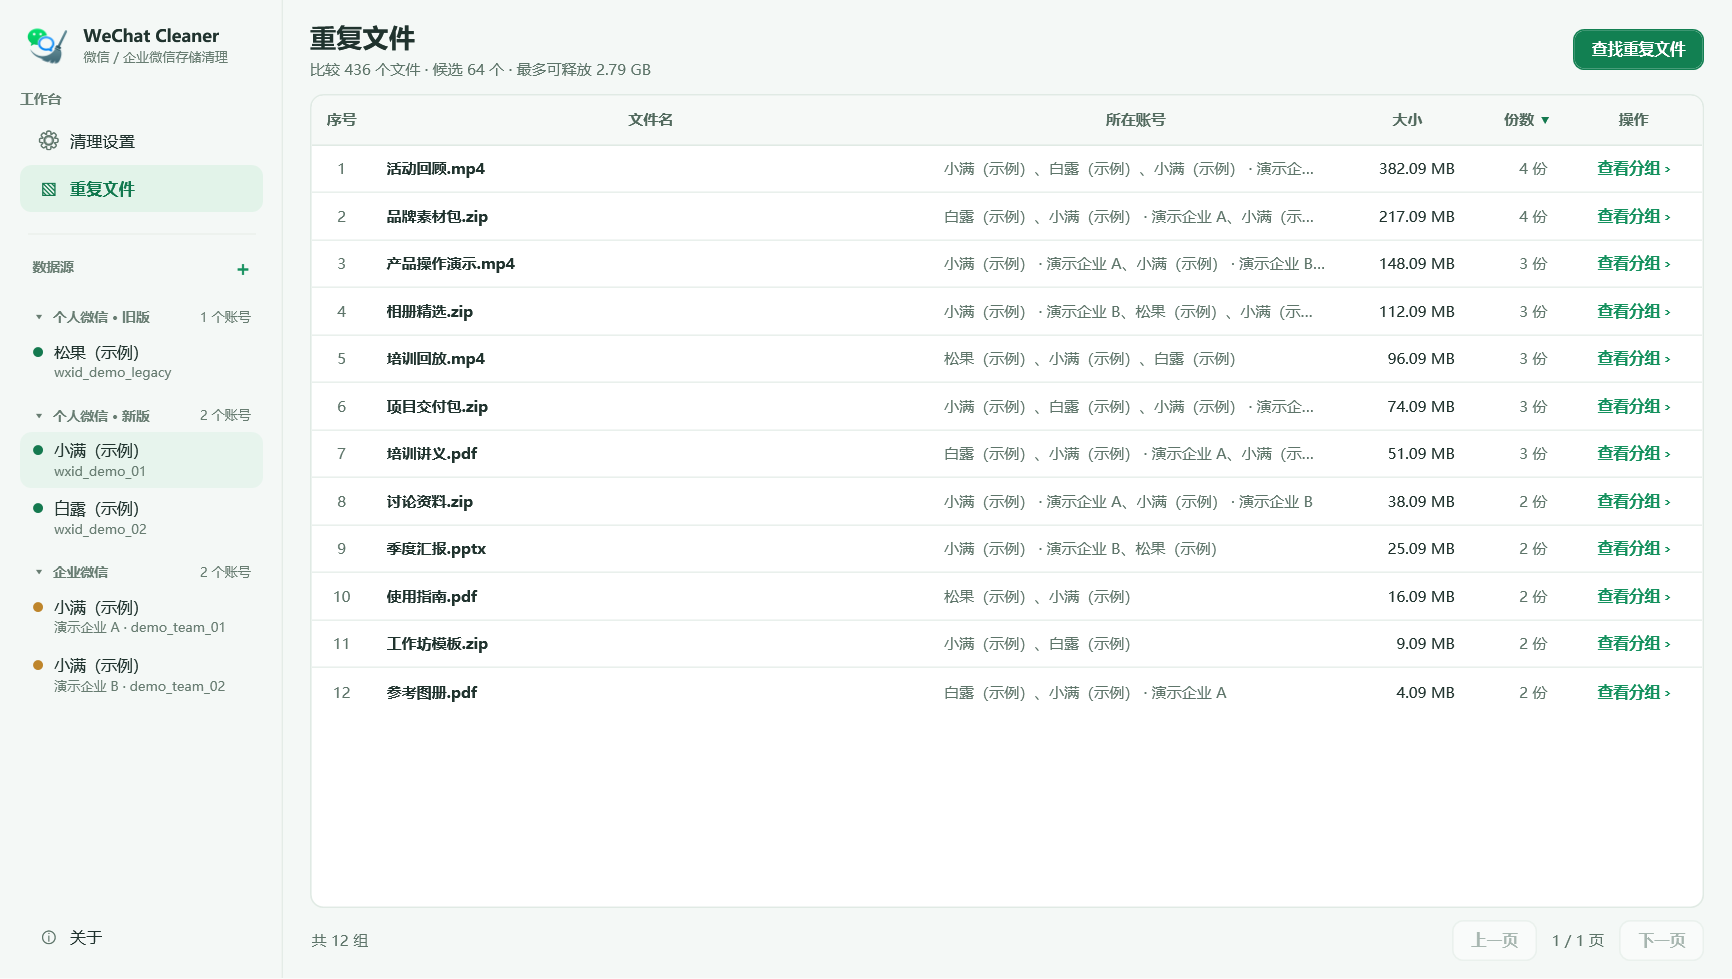 WeChat Cleaner
微信 / 企业微信存储清理
工作台
清理设置
重复文件
数据源 +
个人微信 • 旧版 1 个账号
松果（示例）
wxid_demo_legacy
个人微信 • 新版 2 个账号
小满（示例）
wxid_demo_01
白露（示例）
wxid_demo_02
企业微信 2 个账号
小满（示例）
演示企业 A · demo_team_01
小满（示例）
演示企业 B · demo_team_02
关于
重复文件
比较 436 个文件 · 候选 64 个 · 最多可释放 2.79 GB
查找重复文件
序号 文件名 所在账号 大小 份数 ▼ 操作
1 活动回顾.mp4 小满（示例）、白露（示例）、小满（示例） · 演示企... 382.09 MB 4 份 查看分组 ›
2 品牌素材包.zip 白露（示例）、小满（示例） · 演示企业 A、小满（示... 217.09 MB 4 份 查看分组 ›
3 产品操作演示.mp4 小满（示例） · 演示企业 A、小满（示例） · 演示企业 B... 148.09 MB 3 份 查看分组 ›
4 相册精选.zip 小满（示例） · 演示企业 B、松果（示例）、小满（示... 112.09 MB 3 份 查看分组 ›
5 培训回放.mp4 松果（示例）、小满（示例）、白露（示例） 96.09 MB 3 份 查看分组 ›
6 项目交付包.zip 小满（示例）、白露（示例）、小满（示例） · 演示企... 74.09 MB 3 份 查看分组 ›
7 培训讲义.pdf 白露（示例）、小满（示例） · 演示企业 A、小满（示... 51.09 MB 3 份 查看分组 ›
8 讨论资料.zip 小满（示例） · 演示企业 A、小满（示例） · 演示企业 B 38.09 MB 2 份 查看分组 ›
9 季度汇报.pptx 小满（示例） · 演示企业 B、松果（示例） 25.09 MB 2 份 查看分组 ›
10 使用指南.pdf 松果（示例）、小满（示例） 16.09 MB 2 份 查看分组 ›
11 工作坊模板.zip 小满（示例）、白露（示例） 9.09 MB 2 份 查看分组 ›
12 参考图册.pdf 白露（示例）、小满（示例） · 演示企业 A 4.09 MB 2 份 查看分组 ›
共 12 组 上一页 1 / 1 页 下一页